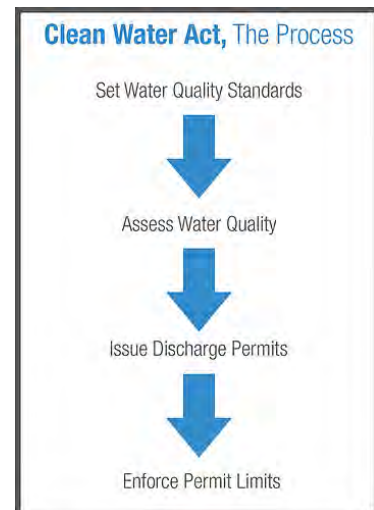 Clean Water Act, The Process
Set Water Quality Standards
Assess Water Quality
Issue Discharge Permits
Enforce Permit Limits